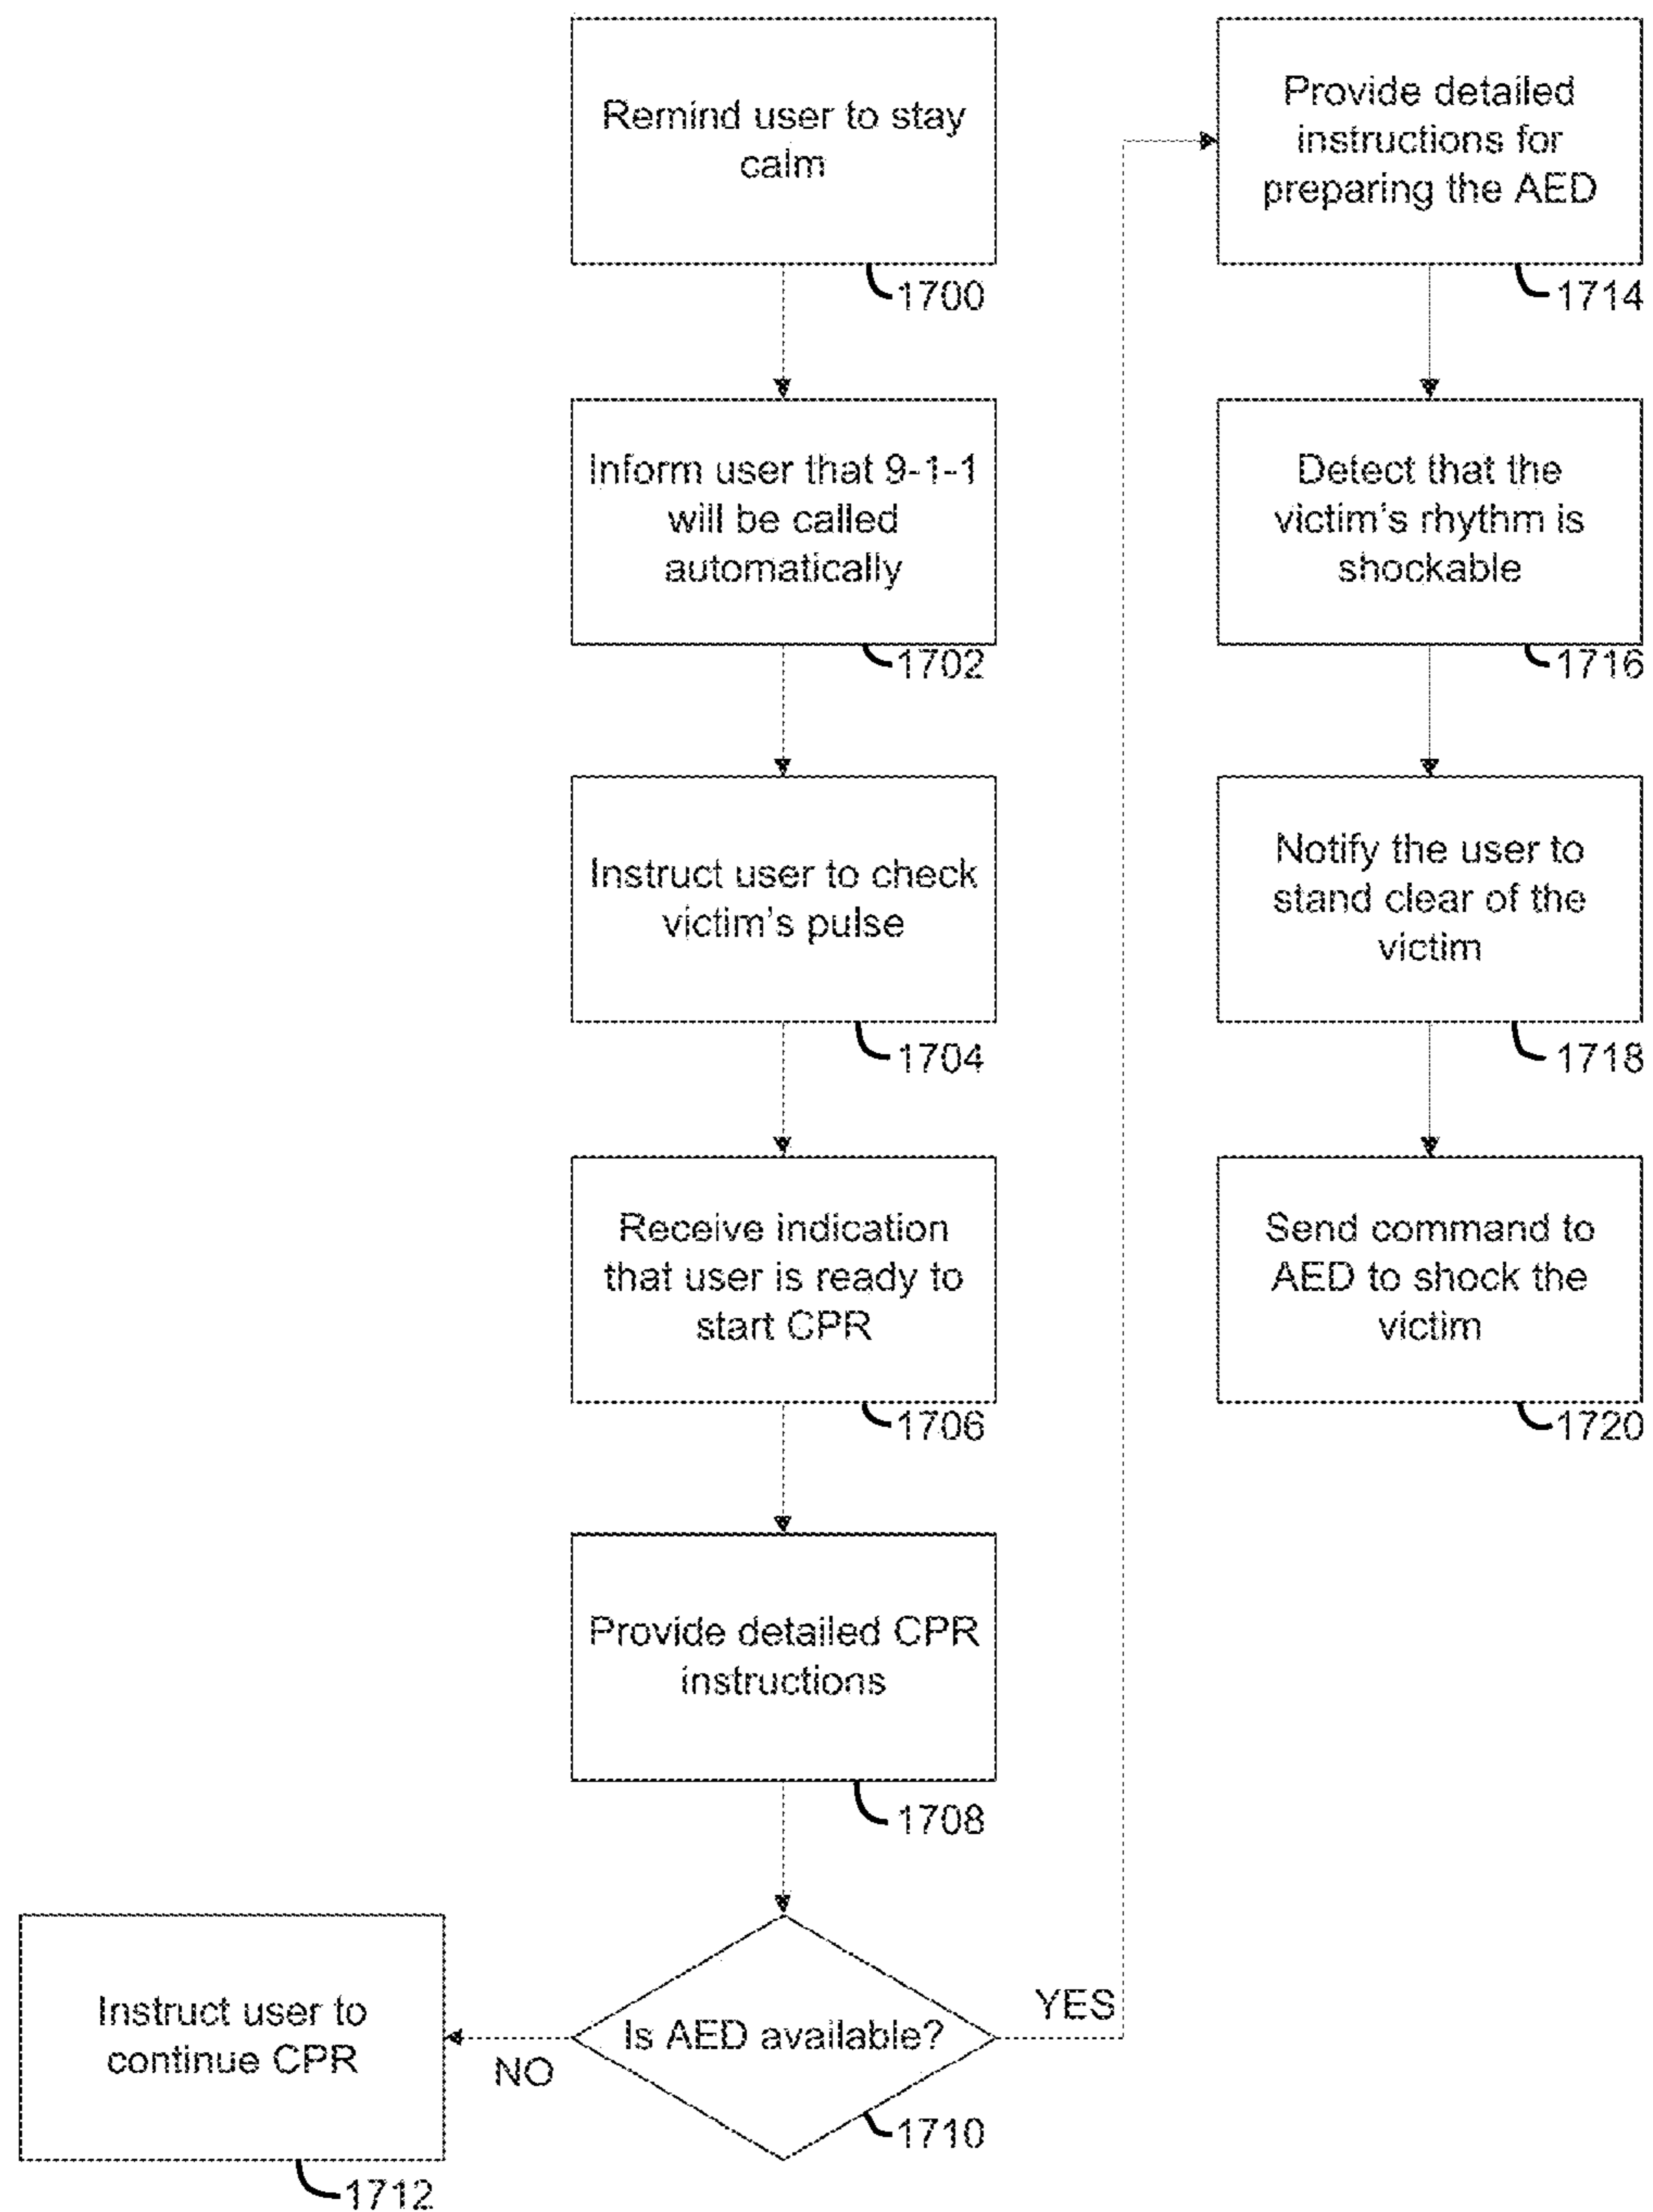 Remind user to stay
calm
1700
Inform user that 9-1-1
will be called
automatically
1702
Instruct user to check
victim's pulse
1704
Receive indication
that user is ready to
start CPR
1706
Provide detailed CPR
instructions
1708
Is AED available?
1710
NO
YES
Instruct user to
continue CPR
1712
Provide detailed
instructions for
preparing the AED
1714
Detect that the
victim's rhythm is
shockable
1716
Notify the user to
stand clear of the
victim
1718
Send command to
AED to shock the
victim
1720